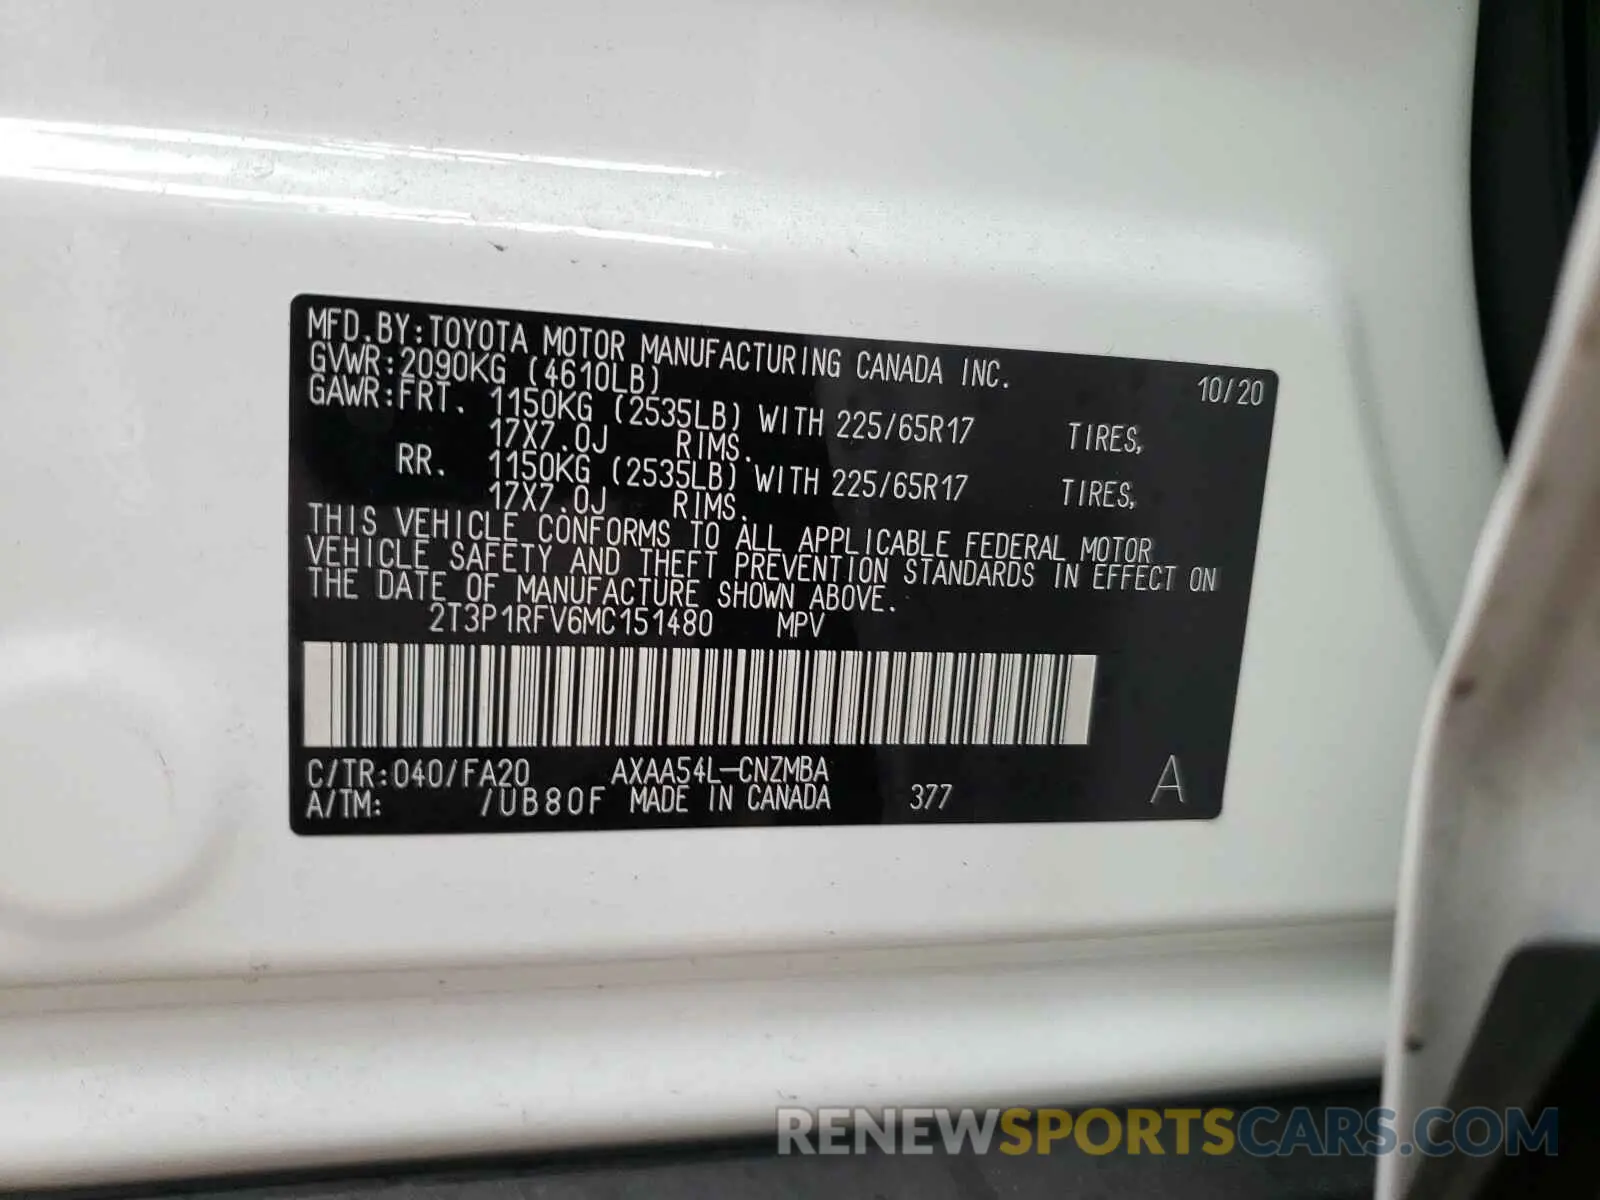 MFD.BY:TOYOTA MOTOR MANUFACTURING CANADA INC. 10/20
GVWR:2090KG (4610LB)
GAWR:FRT. 1150KG (2535LB) WITH 225/65R17 TIRES,
17X7.0J RIMS.
RR. 1150KG (2535LB) WITH 225/65R17 TIRES,
17X7.0J RIMS.
THIS VEHICLE CONFORMS TO ALL APPLICABLE FEDERAL MOTOR
VEHICLE SAFETY AND THEFT PREVENTION STANDARDS IN EFFECT ON
THE DATE OF MANUFACTURE SHOWN ABOVE.
2T3P1RFV6MC151480 MPV
C/TR:040/FA20 AXAA54L-CNZMBA A
A/TM: /UB80F MADE IN CANADA 377
RENEWSPORTSCARS.COM